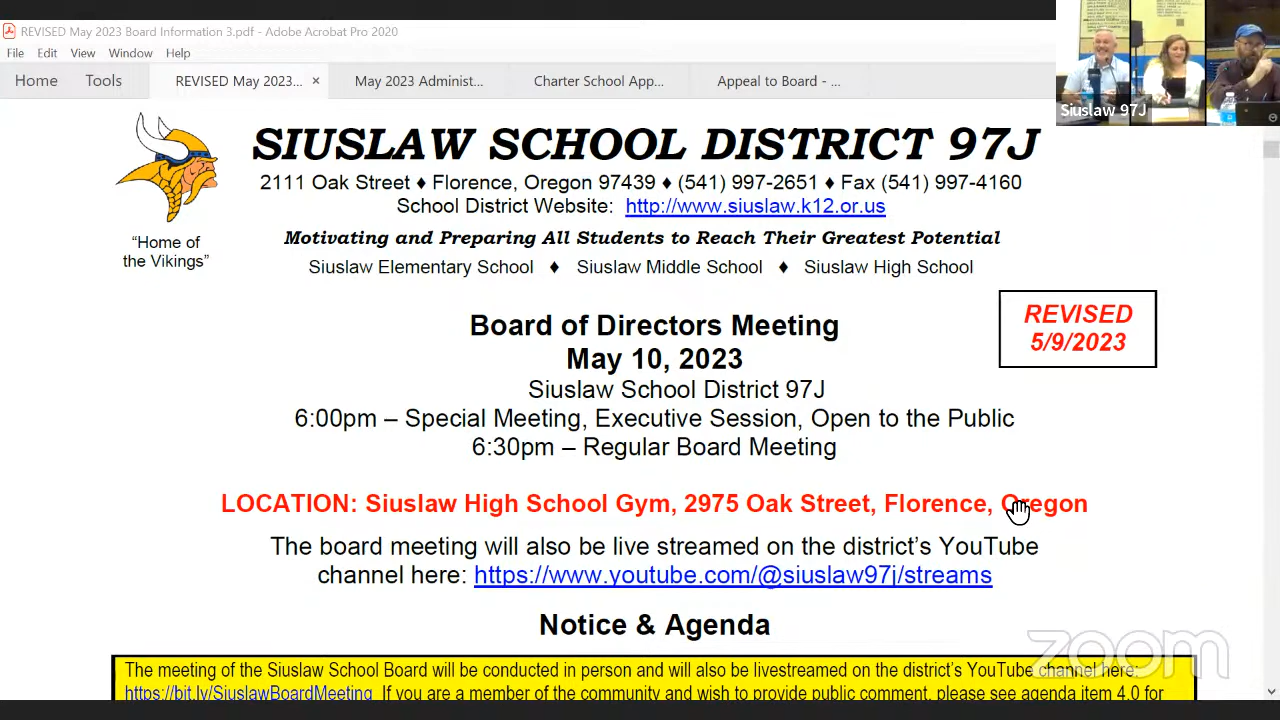 REVISED May 2023 Board Information 3.pdf - Adobe Acrobat Pro 2020
File Edit View Window Help
Home Tools REVISED May 2023... × May 2023 Administ... Charter School App... Appeal to Board - ...
Siuslaw 97J
SIUSLAW SCHOOL DISTRICT 97J
2111 Oak Street ♦ Florence, Oregon 97439 ♦ (541) 997-2651 ♦ Fax (541) 997-4160
School District Website: http://www.siuslaw.k12.or.us
Motivating and Preparing All Students to Reach Their Greatest Potential
Siuslaw Elementary School ♦ Siuslaw Middle School ♦ Siuslaw High School
“Home of
the Vikings”
REVISED
5/9/2023
Board of Directors Meeting
May 10, 2023
Siuslaw School District 97J
6:00pm – Special Meeting, Executive Session, Open to the Public
6:30pm – Regular Board Meeting
LOCATION: Siuslaw High School Gym, 2975 Oak Street, Florence, Oregon
The board meeting will also be live streamed on the district’s YouTube
channel here: https://www.youtube.com/@siuslaw97j/streams
Notice & Agenda
The meeting of the Siuslaw School Board will be conducted in person and will also be livestreamed on the district’s YouTube channel here:
https://bit.ly/SiuslawBoardMeeting. If you are a member of the community and wish to provide public comment, please see agenda item 4.0 for
zoom